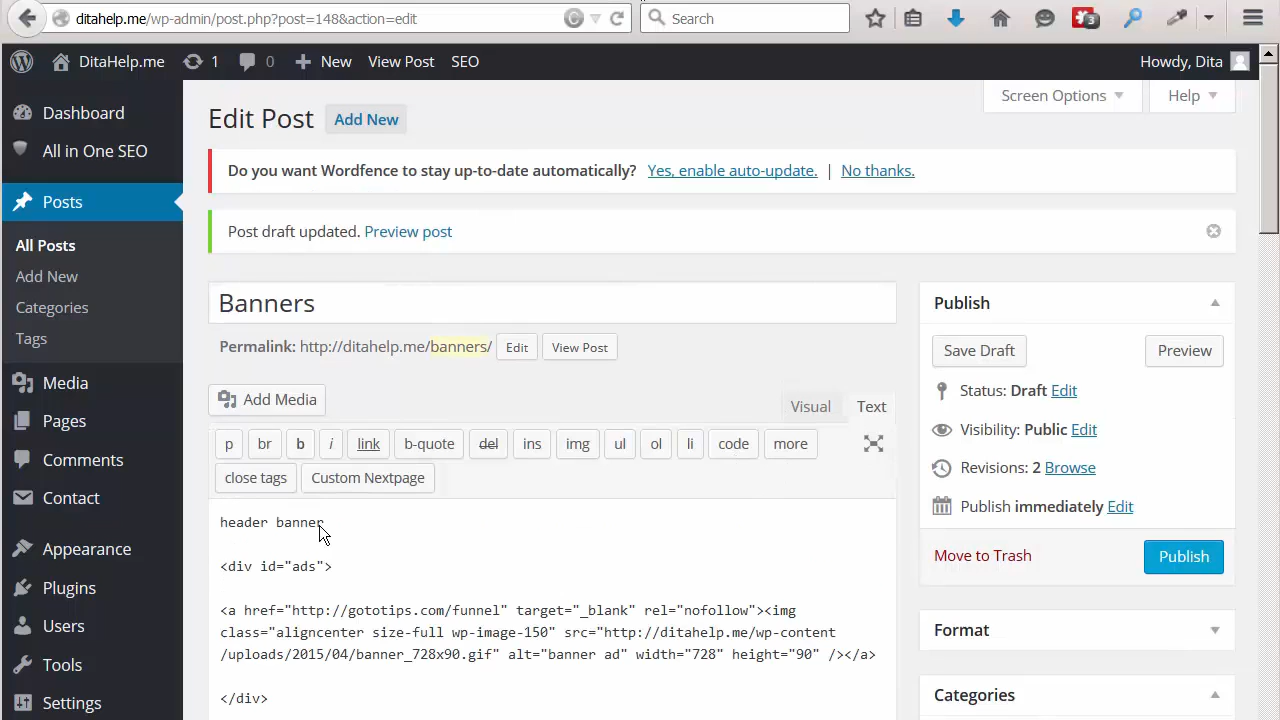 ditahelp.me/wp-admin/post.php?post=148&action=edit
Search
3
DitaHelp.me
1
0
New
View Post
SEO
Howdy, Dita
Dashboard
All in One SEO
Posts
All Posts
Add New
Categories
Tags
Media
Pages
Comments
Contact
Appearance
Plugins
Users
Tools
Settings
Edit Post
Add New
Screen Options
Help
Do you want Wordfence to stay up-to-date automatically? Yes, enable auto-update. | No thanks.
Post draft updated. Preview post
Banners
Permalink: http://ditahelp.me/banners/ Edit View Post
Add Media
Visual
Text
p br b i link b-quote del ins img ul ol li code more
close tags Custom Nextpage
header banner
<div id="ads">
<a href="http://gototips.com/funnel" target="_blank" rel="nofollow"><img
class="aligncenter size-full wp-image-150" src="http://ditahelp.me/wp-content
/uploads/2015/04/banner_728x90.gif" alt="banner ad" width="728" height="90" /></a>
</div>
Publish
Save Draft
Preview
Status: Draft Edit
Visibility: Public Edit
Revisions: 2 Browse
Publish immediately Edit
Move to Trash
Publish
Format
Categories